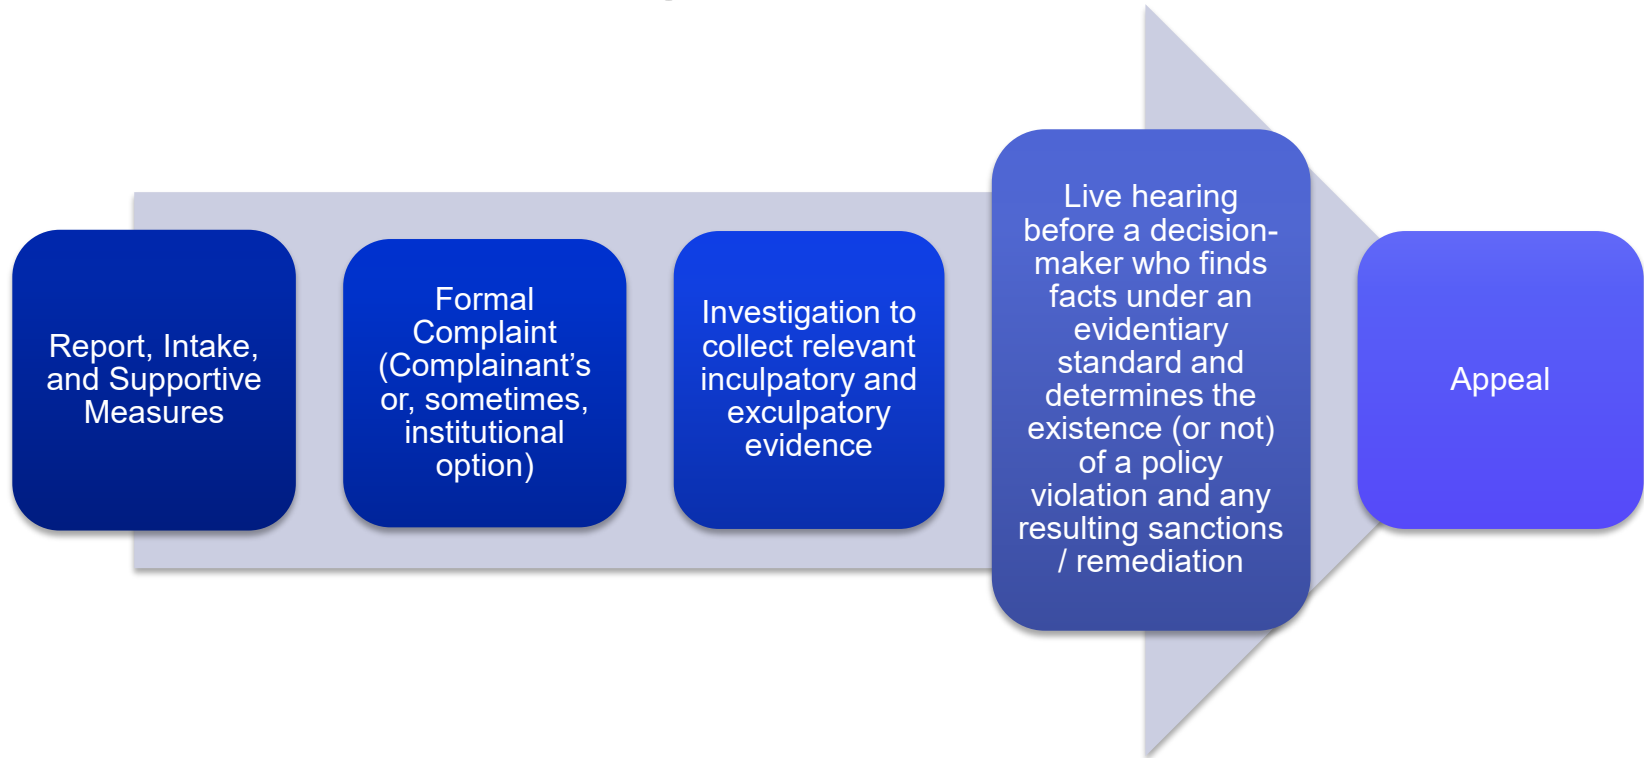 Report, Intake,
and Supportive
Measures
Formal
Complaint
(Complainant’s
or, sometimes,
institutional
option)
Investigation to
collect relevant
inculpatory and
exculpatory
evidence
Live hearing
before a decision-
maker who finds
facts under an
evidentiary
standard and
determines the
existence (or not)
of a policy
violation and any
resulting sanctions
/ remediation
Appeal